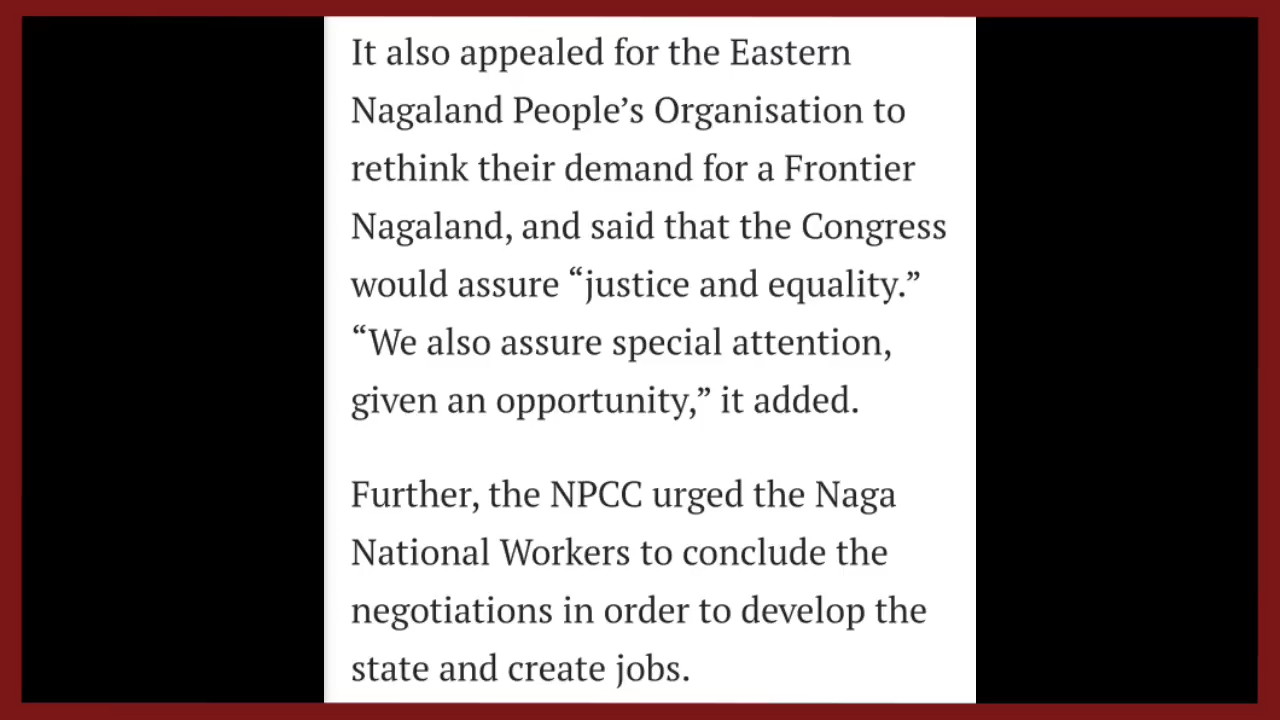 It also appealed for the Eastern
Nagaland People’s Organisation to
rethink their demand for a Frontier
Nagaland, and said that the Congress
would assure “justice and equality.”
“We also assure special attention,
given an opportunity,” it added.
Further, the NPCC urged the Naga
National Workers to conclude the
negotiations in order to develop the
state and create jobs.